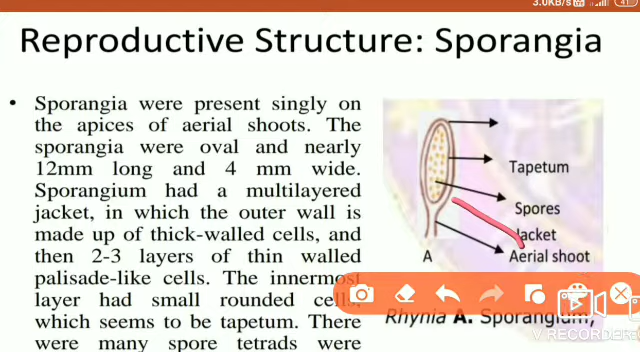 3.0KB/s
Reproductive Structure: Sporangia
• Sporangia were present singly on
the apices of aerial shoots. The
sporangia were oval and nearly
12mm long and 4 mm wide.
Sporangium had a multilayered
jacket, in which the outer wall is
made up of thick-walled cells, and
then 2-3 layers of thin walled
palisade-like cells. The innermost
layer had small rounded cells,
which seems to be tapetum. There
were many spore tetrads were
Tapetum
Spores
Jacket
Aerial shoot
A
Rhynia A. Sporangium,
V RECORDER